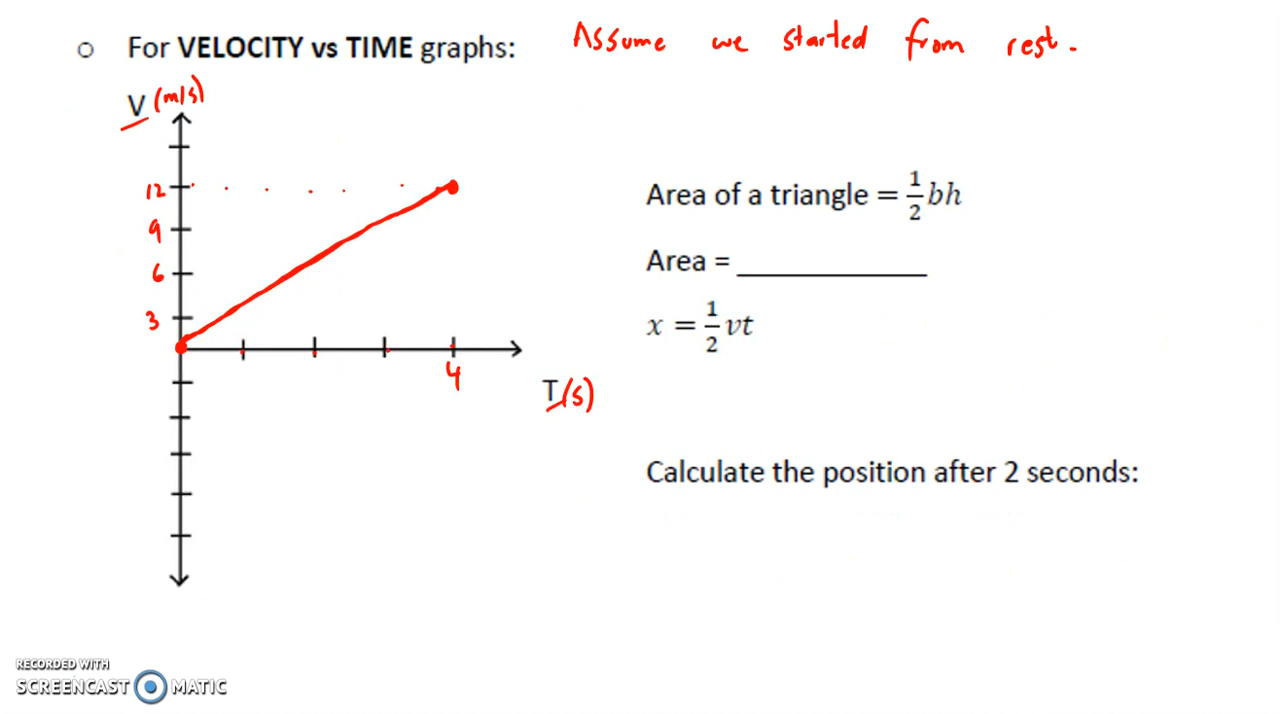 For VELOCITY vs TIME graphs: Assume we started from rest.
V (m/s)
12
9
6
3
4
T(s)
Area of a triangle = 1/2 bh
Area = ____________
x = 1/2 vt
Calculate the position after 2 seconds:
RECORDED WITH
SCREENCAST MATIC